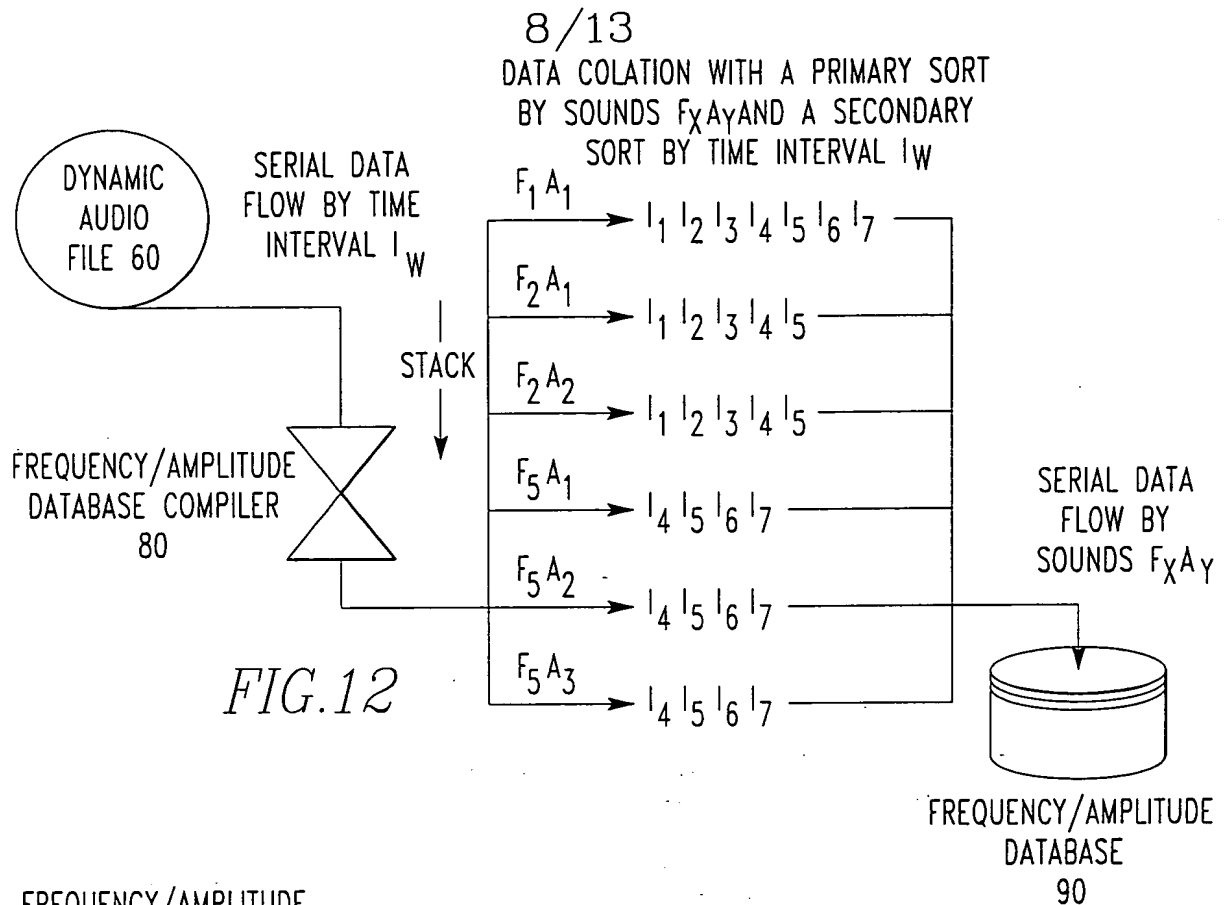 8/13
DATA COLATION WITH A PRIMARY SORT
BY SOUNDS FXAYAND A SECONDARY
SORT BY TIME INTERVAL IW
DYNAMIC
AUDIO
FILE 60
SERIAL DATA
FLOW BY TIME
INTERVAL IW
STACK
F1A1
I1 I2 I3 I4 I5 I6 I7
F2A1
I1 I2 I3 I4 I5
F2A2
I1 I2 I3 I4 I5
F5A1
I4 I5 I6 I7
F5A2
I4 I5 I6 I7
F5A3
I4 I5 I6 I7
FREQUENCY/AMPLITUDE
DATABASE COMPILER
80
SERIAL DATA
FLOW BY
SOUNDS FXAY
FIG.12
FREQUENCY/AMPLITUDE
DATABASE
90
FREQUENCY/AMPLITUDE